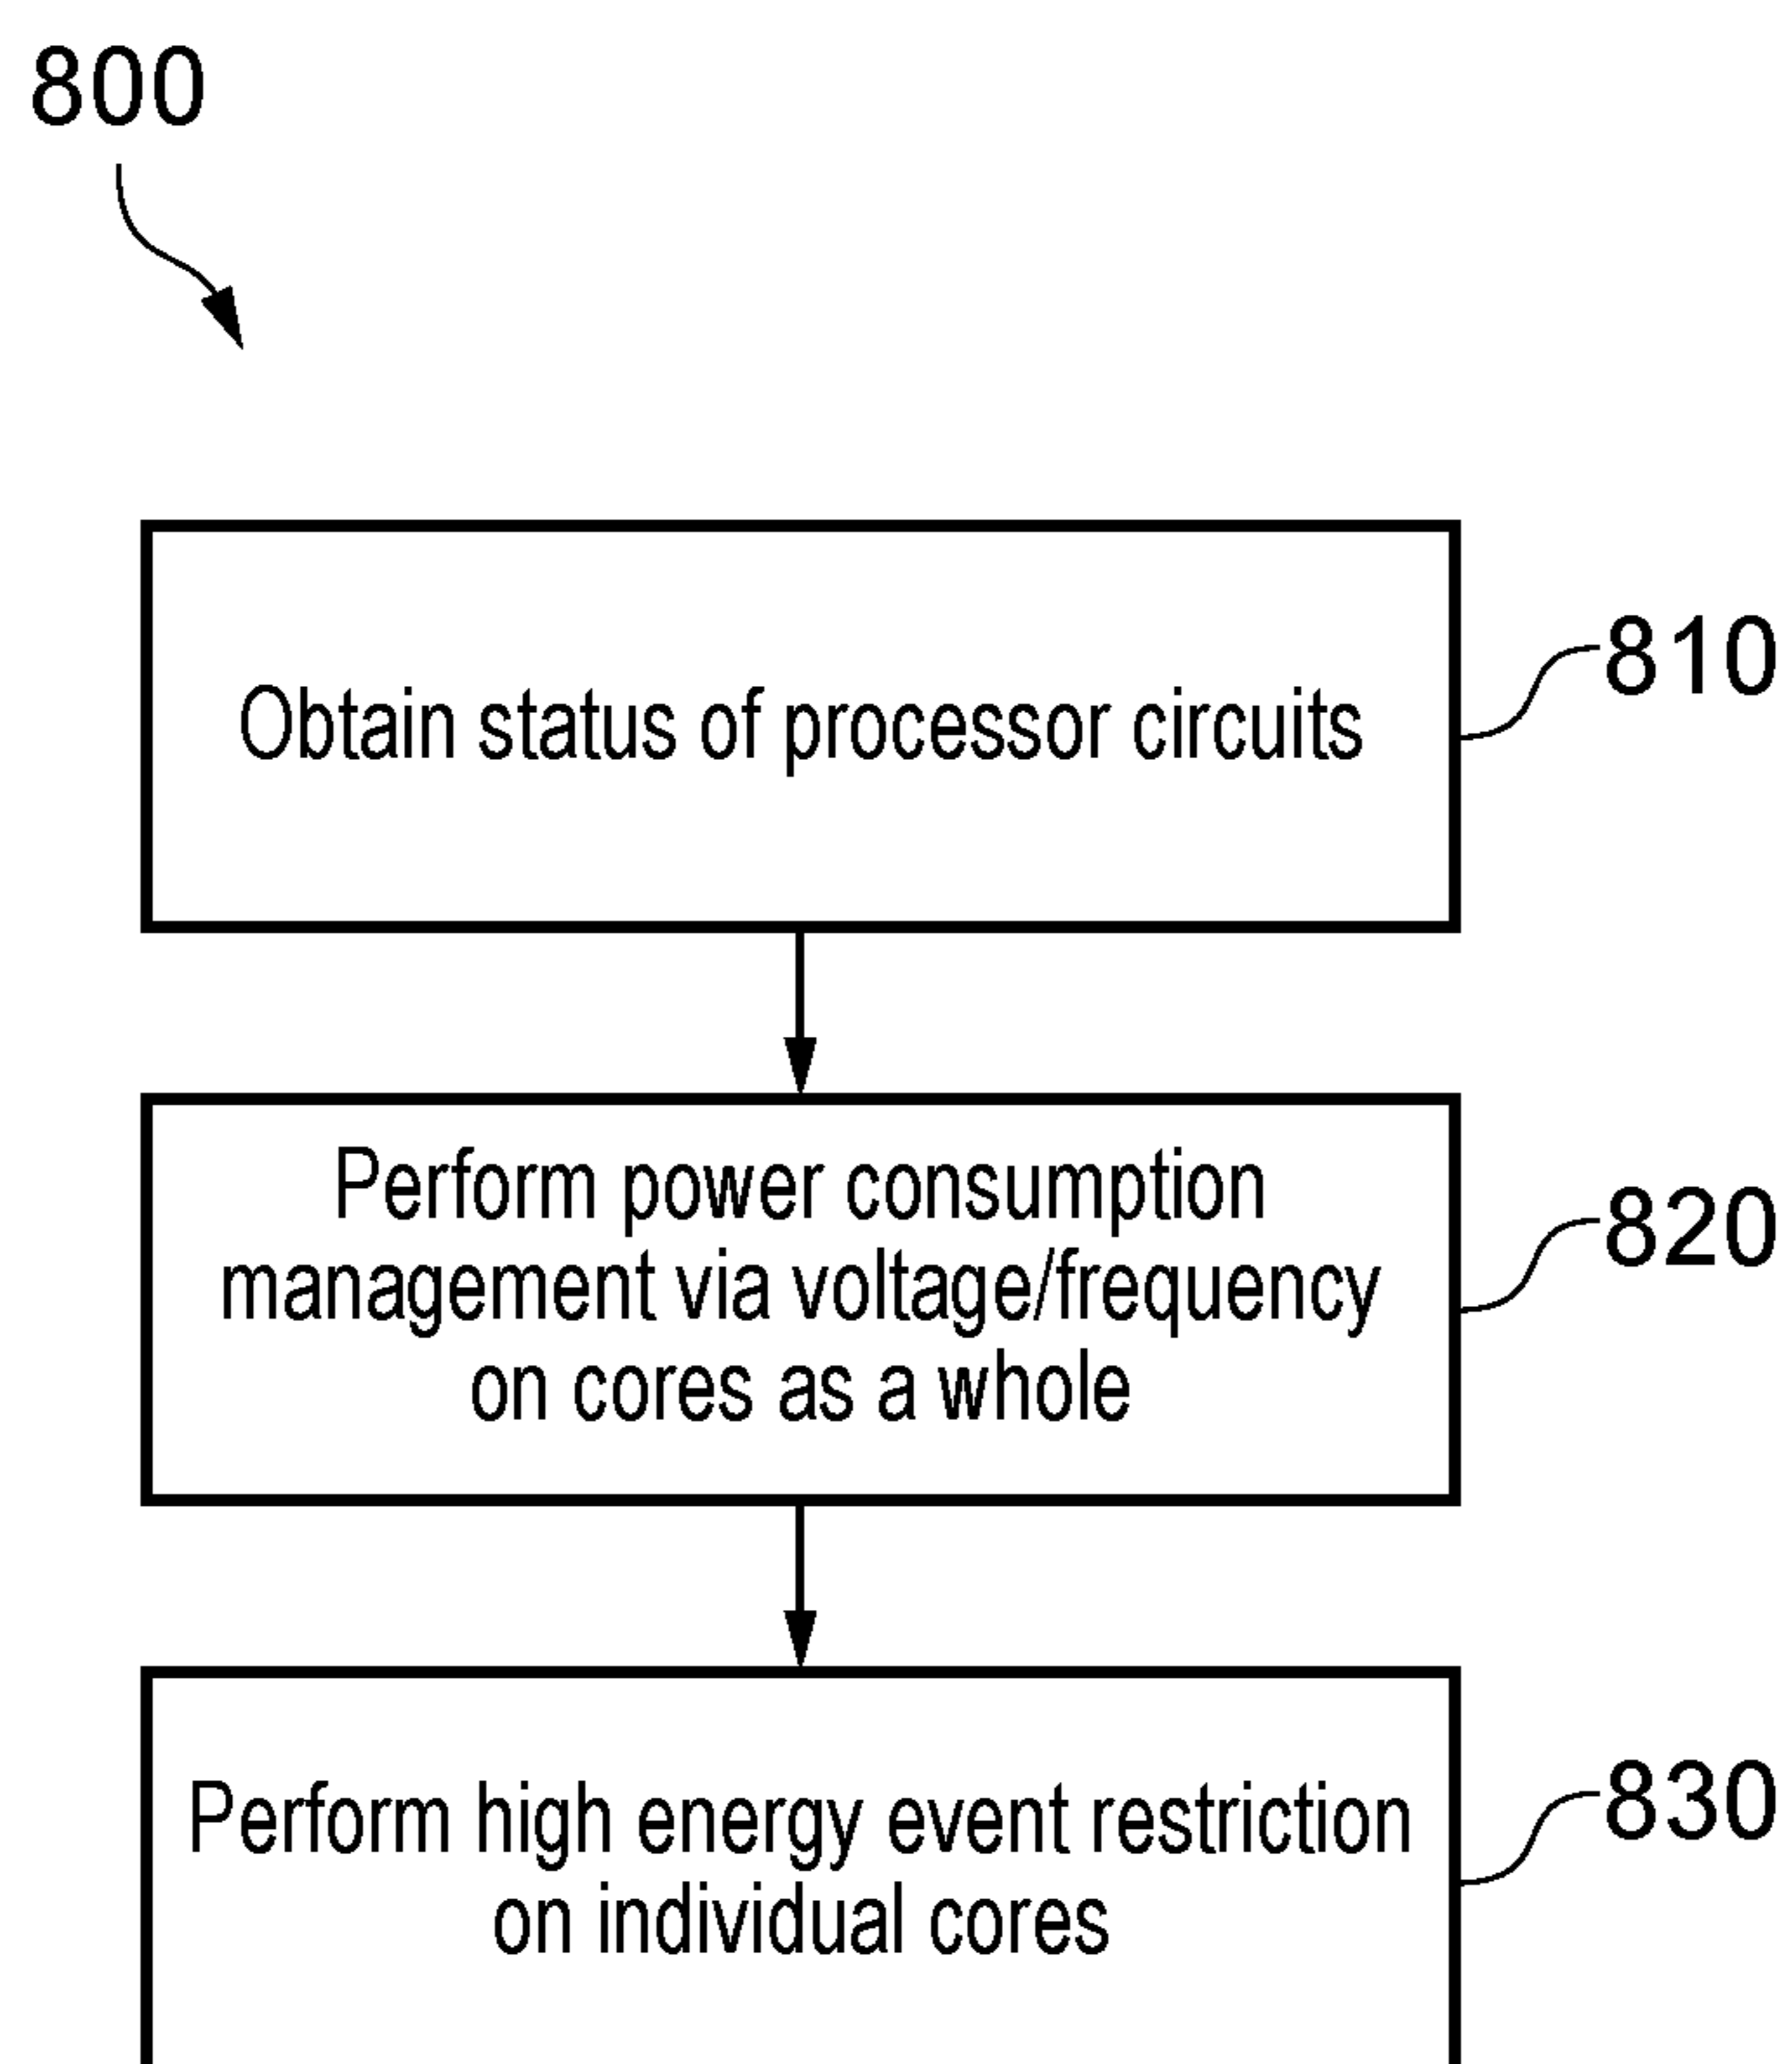 800
Obtain status of processor circuits
810
Perform power consumption
management via voltage/frequency
on cores as a whole
820
Perform high energy event restriction
on individual cores
830